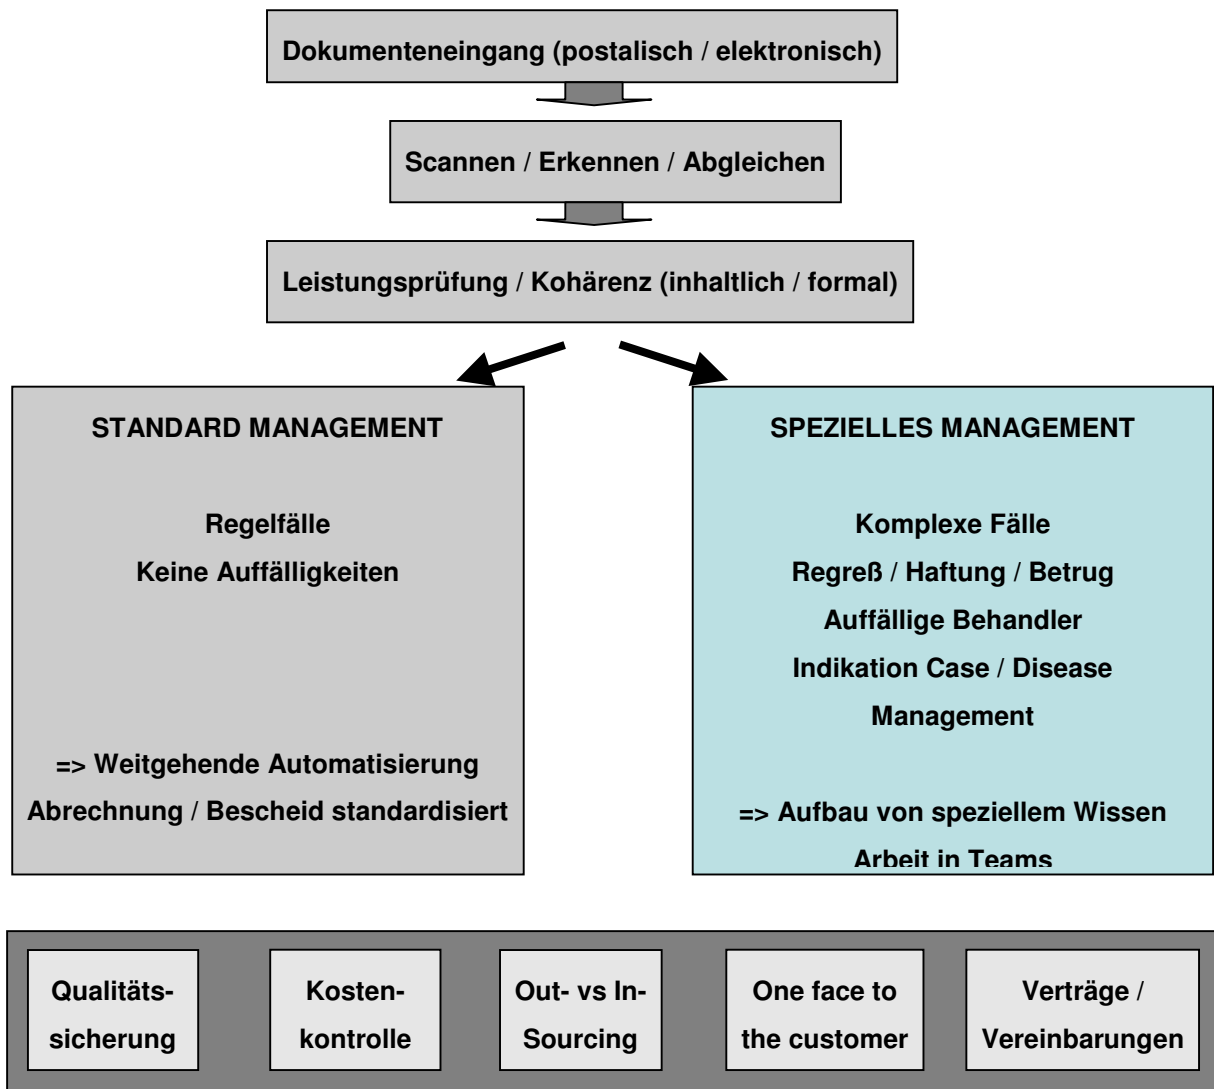 Dokumenteneingang (postalisch / elektronisch)
Scannen / Erkennen / Abgleichen
Leistungsprüfung / Kohärenz (inhaltlich / formal)
STANDARD MANAGEMENT
Regelfälle
Keine Auffälligkeiten
=> Weitgehende Automatisierung
Abrechnung / Bescheid standardisiert
SPEZIELLES MANAGEMENT
Komplexe Fälle
Regreß / Haftung / Betrug
Auffällige Behandler
Indikation Case / Disease
Management
=> Aufbau von speziellem Wissen
Arbeit in Teams
Qualitäts-
sicherung
Kosten-
kontrolle
Out- vs In-
Sourcing
One face to
the customer
Verträge /
Vereinbarungen